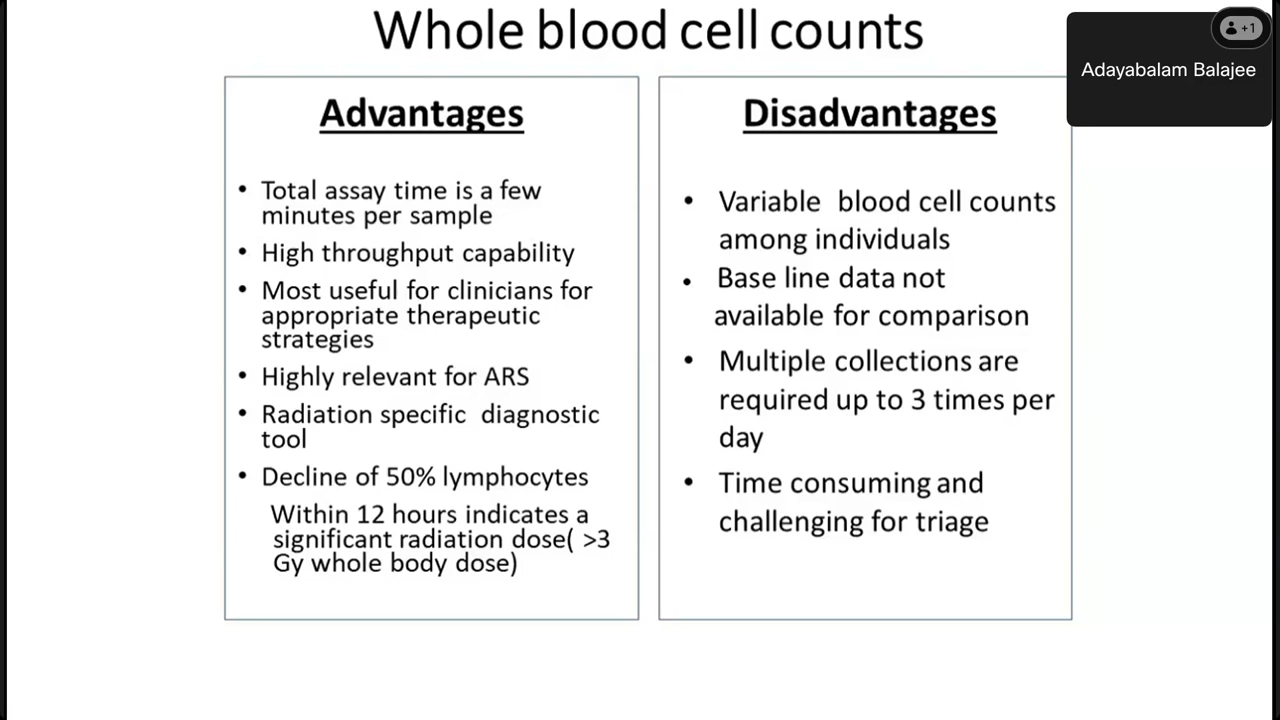 Whole blood cell counts
+1
Adayabalam Balajee
Advantages
• Total assay time is a few
minutes per sample
• High throughput capability
• Most useful for clinicians for
appropriate therapeutic
strategies
• Highly relevant for ARS
• Radiation specific diagnostic
tool
• Decline of 50% lymphocytes
Within 12 hours indicates a
significant radiation dose( >3
Gy whole body dose)
Disadvantages
• Variable blood cell counts
among individuals
• Base line data not
available for comparison
• Multiple collections are
required up to 3 times per
day
• Time consuming and
challenging for triage